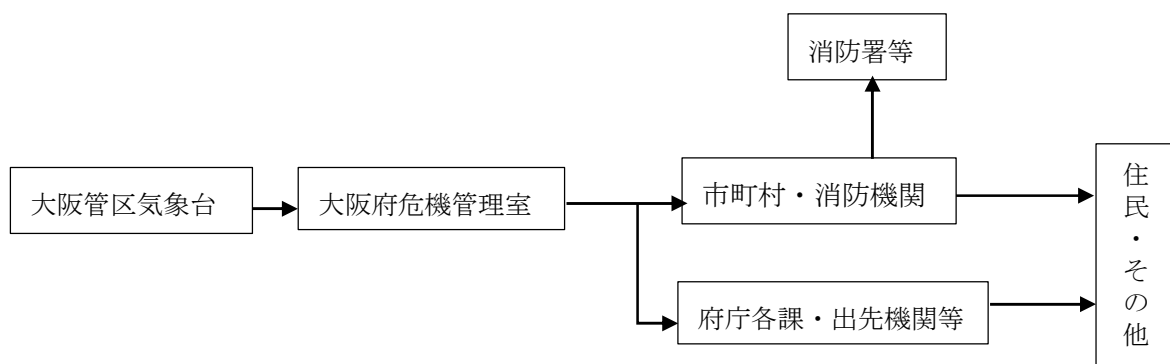 消防署等
大阪管区気象台
大阪府危機管理室
市町村・消防機関
府庁各課・出先機関等
住民・その他